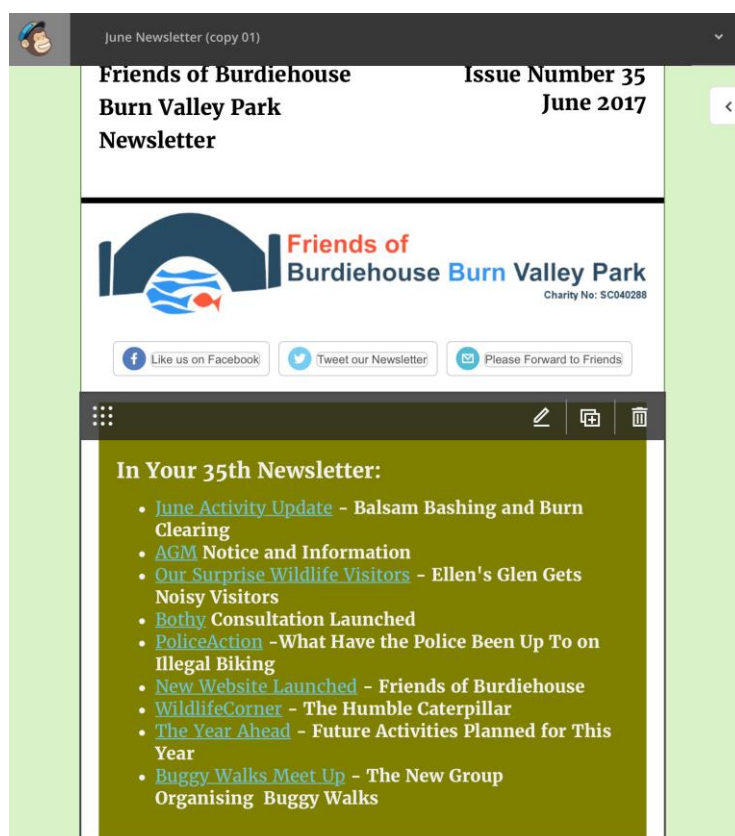 June Newsletter (copy 01)
Friends of Burdiehouse
Burn Valley Park
Newsletter
Issue Number 35
June 2017
Friends of
Burdiehouse Burn Valley Park
Charity No: SC040288
Like us on Facebook
Tweet our Newsletter
Please Forward to Friends
In Your 35th Newsletter:
June Activity Update - Balsam Bashing and Burn
Clearing
AGM Notice and Information
Our Surprise Wildlife Visitors - Ellen's Glen Gets
Noisy Visitors
Bothy Consultation Launched
PoliceAction -What Have the Police Been Up To on
Illegal Biking
New Website Launched - Friends of Burdiehouse
WildlifeCorner - The Humble Caterpillar
The Year Ahead - Future Activities Planned for This
Year
Buggy Walks Meet Up - The New Group
Organising  Buggy Walks